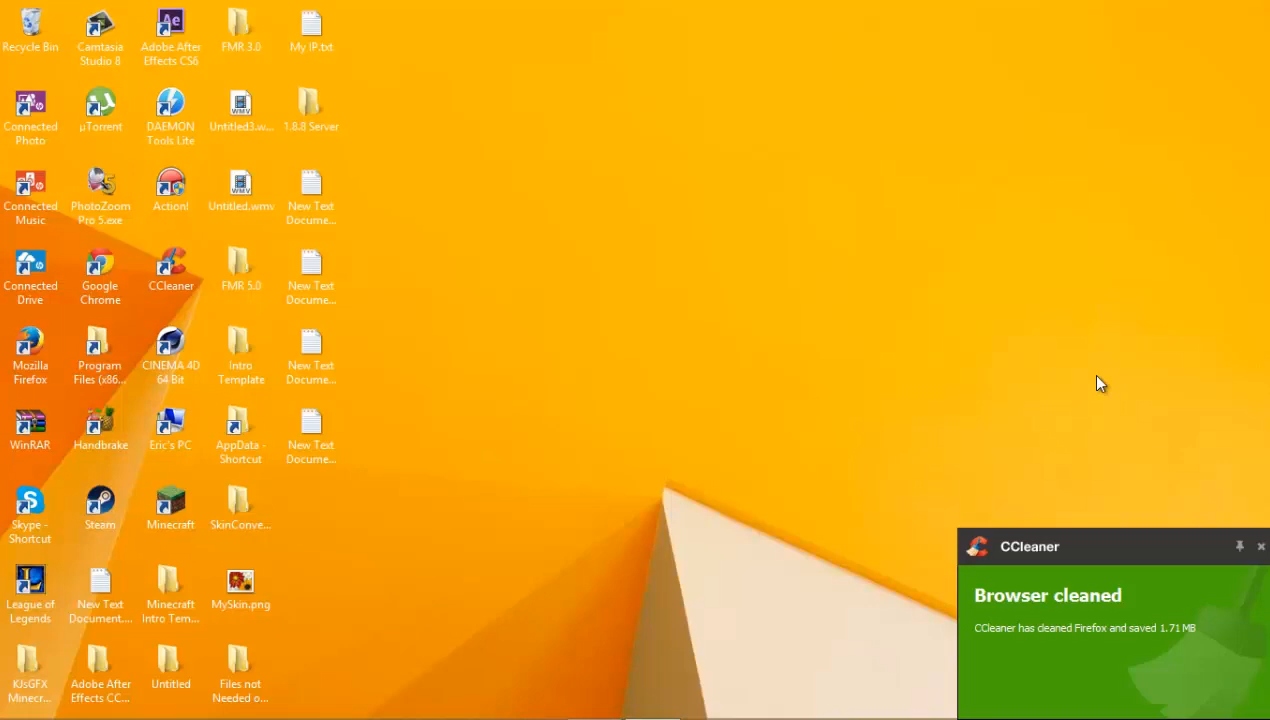 Recycle Bin
Camtasia
Studio 8
Adobe After
Effects CS6
FMR 3.0
My IP.txt
Connected
Photo
µTorrent
DAEMON
Tools Lite
Untitled3.w...
1.8.8 Server
Connected
Music
PhotoZoom
Pro 5.exe
Action!
Untitled.wmv
New Text
Docume...
Connected
Drive
Google
Chrome
CCleaner
FMR 5.0
New Text
Docume...
Mozilla
Firefox
Program
Files (x86...
CINEMA 4D
64 Bit
Intro
Template
New Text
Docume...
WinRAR
Handbrake
Eric's PC
AppData -
Shortcut
New Text
Docume...
Skype -
Shortcut
Steam
Minecraft
SkinConve...
League of
Legends
New Text
Document....
Minecraft
Intro Tem...
MySkin.png
KJsGFX
Minecr...
Adobe After
Effects CC...
Untitled
Files not
Needed o...
CCleaner
Browser cleaned
CCleaner has cleaned Firefox and saved 1.71 MB